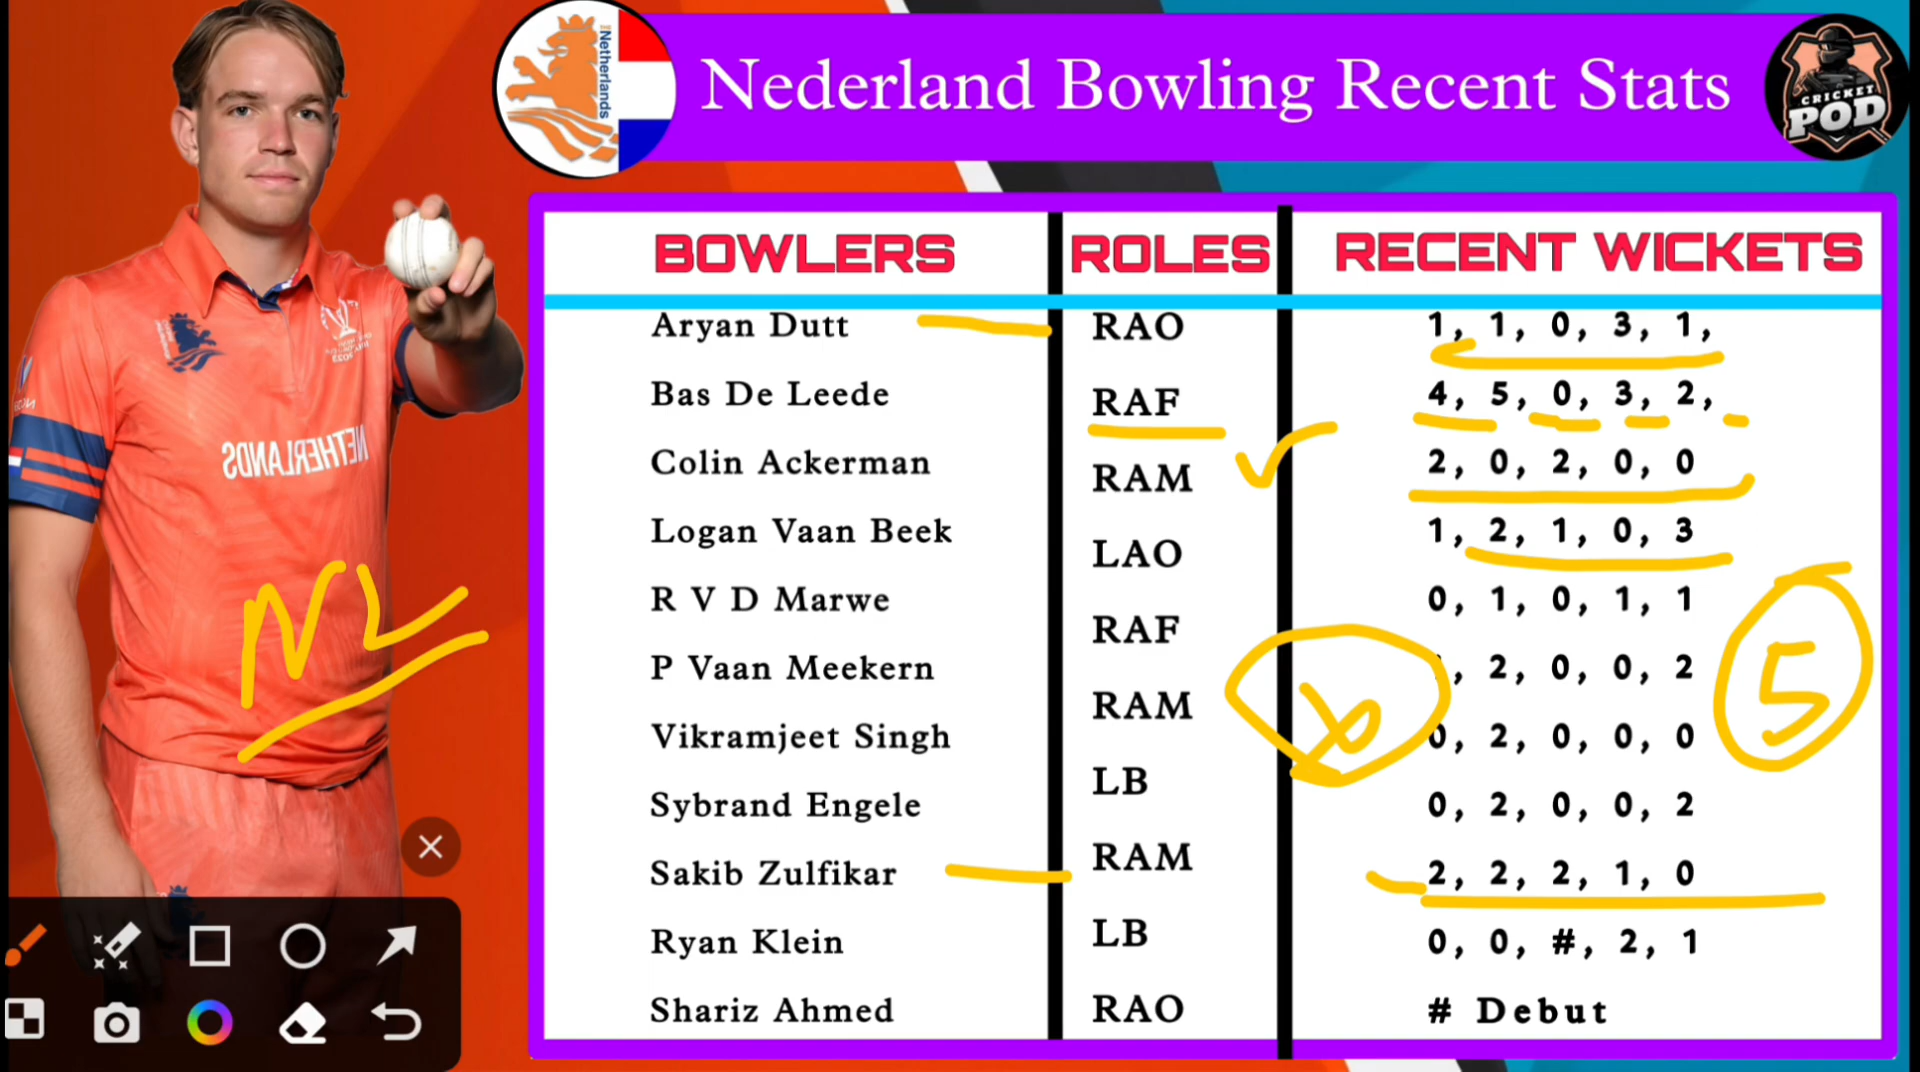 The Netherlands
Nederland Bowling Recent Stats
CRICKET
POD
BOWLERS ROLES RECENT WICKETS
Aryan Dutt RAO 1, 1, 0, 3, 1,
Bas De Leede RAF 4, 5, 0, 3, 2,
Colin Ackerman RAM 2, 0, 2, 0, 0
Logan Vaan Beek LAO 1, 2, 1, 0, 3
R V D Marwe RAF 0, 1, 0, 1, 1
P Vaan Meekern RAM , 2, 0, 0, 2
Vikramjeet Singh LB 0, 2, 0, 0, 0
Sybrand Engele RAM 0, 2, 0, 0, 2
Sakib Zulfikar LB 2, 2, 2, 1, 0
Ryan Klein RAO 0, 0, #, 2, 1
Shariz Ahmed # Debut
NETHERLANDS
NL
5